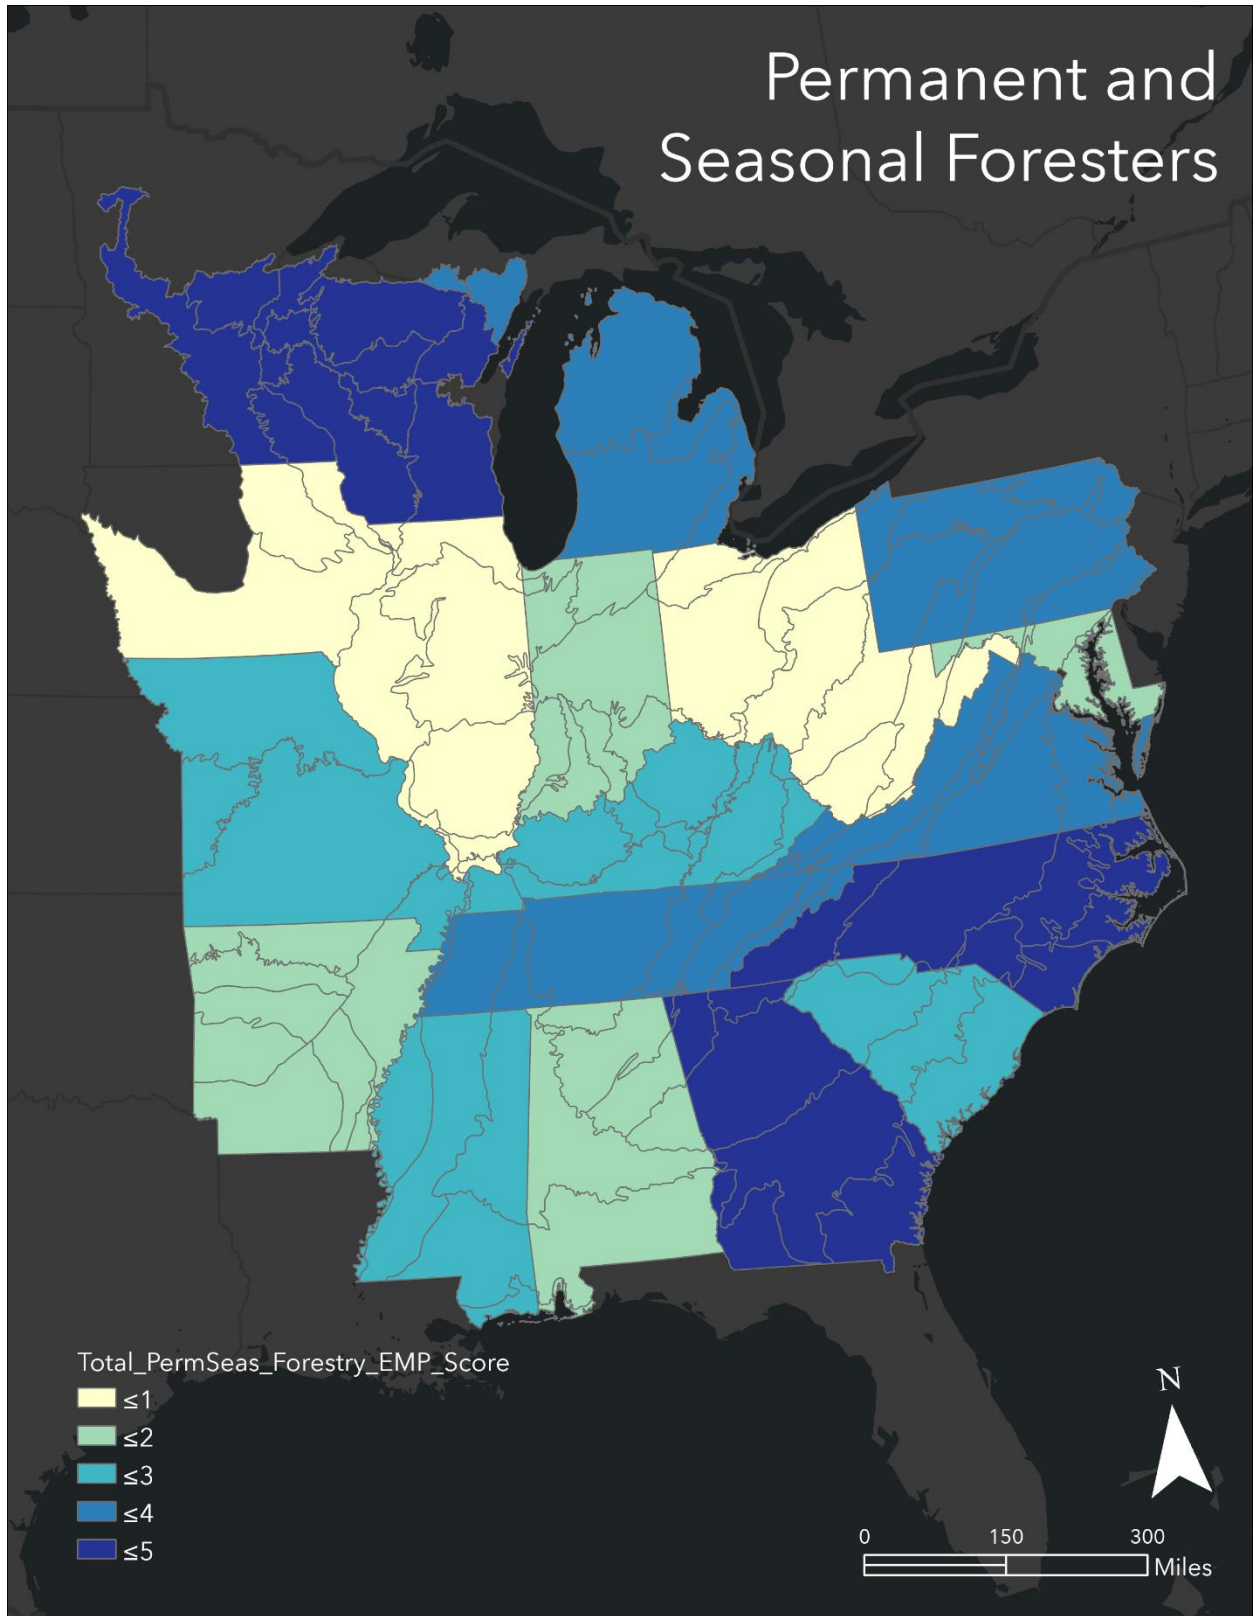 Permanent and
Seasonal Foresters
Total_PermSeas_Forestry_EMP_Score
≤1
≤2
≤3
≤4
≤5
N
0 150 300
Miles